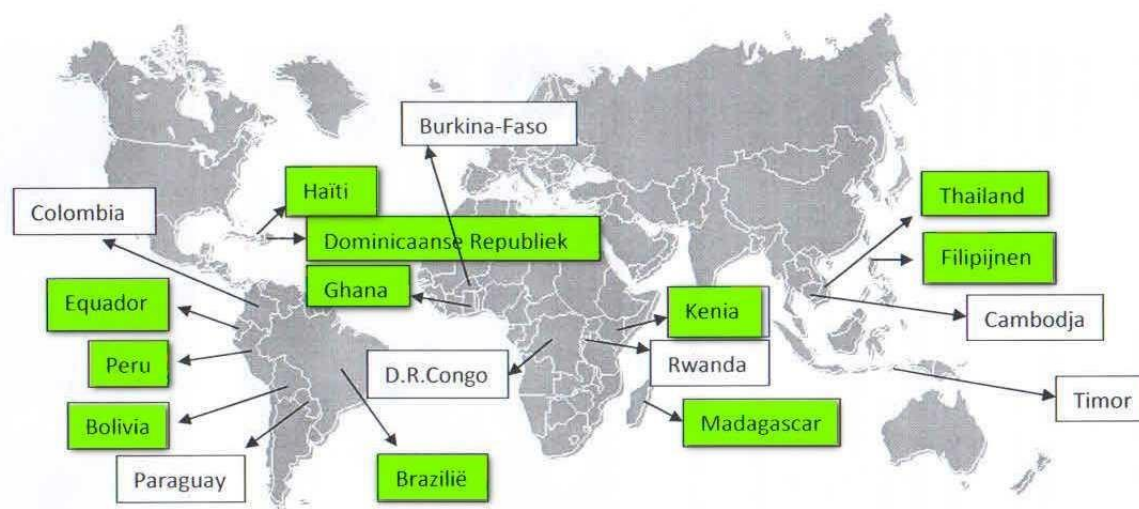 Burkina-Faso
Haïti
Thailand
Colombia
Dominicaanse Republiek
Filipijnen
Ghana
Equador
Kenia
Cambodja
Peru
D.R.Congo
Rwanda
Timor
Bolivia
Madagascar
Paraguay
Brazilië